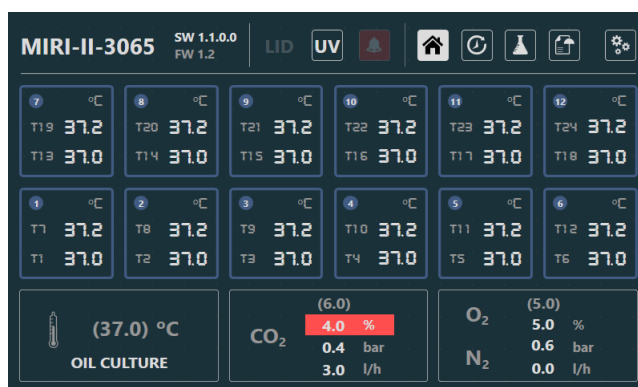 MIRI-II-3065 SW 1.1.0.0 LID UV
FW 1.2
7 °C 8 °C 9 °C 10 °C 11 °C 12 °C
T19 37.2 T20 37.2 T21 37.2 T22 37.2 T23 37.2 T24 37.2
T13 37.0 T14 37.0 T15 37.0 T16 37.0 T17 37.0 T18 37.0
1 °C 2 °C 3 °C 4 °C 5 °C 6 °C
T7 37.2 T8 37.2 T9 37.2 T10 37.2 T11 37.2 T12 37.2
T1 37.0 T2 37.0 T3 37.0 T4 37.0 T5 37.0 T6 37.0
(37.0) °C
OIL CULTURE
(6.0)
CO2
4.0 %
0.4 bar
3.0 l/h
(5.0)
O2 5.0 %
0.6 bar
N2 0.0 l/h